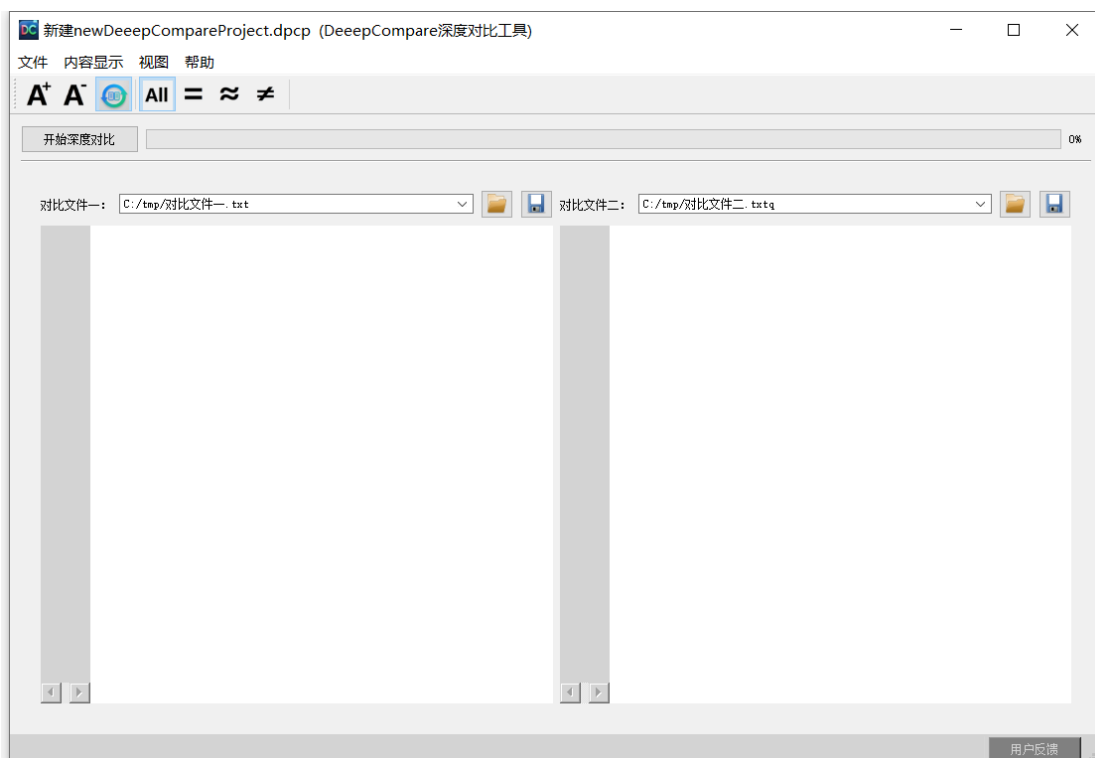 DC 新建newDeeepCompareProject.dpcp (DeeepCompare深度对比工具)
文件 内容显示 视图 帮助
A+ A- All = ≈ ≠
开始深度对比 0%
对比文件一： C:/tmp/对比文件一.txt 对比文件二： C:/tmp/对比文件二.txtq
用户反馈